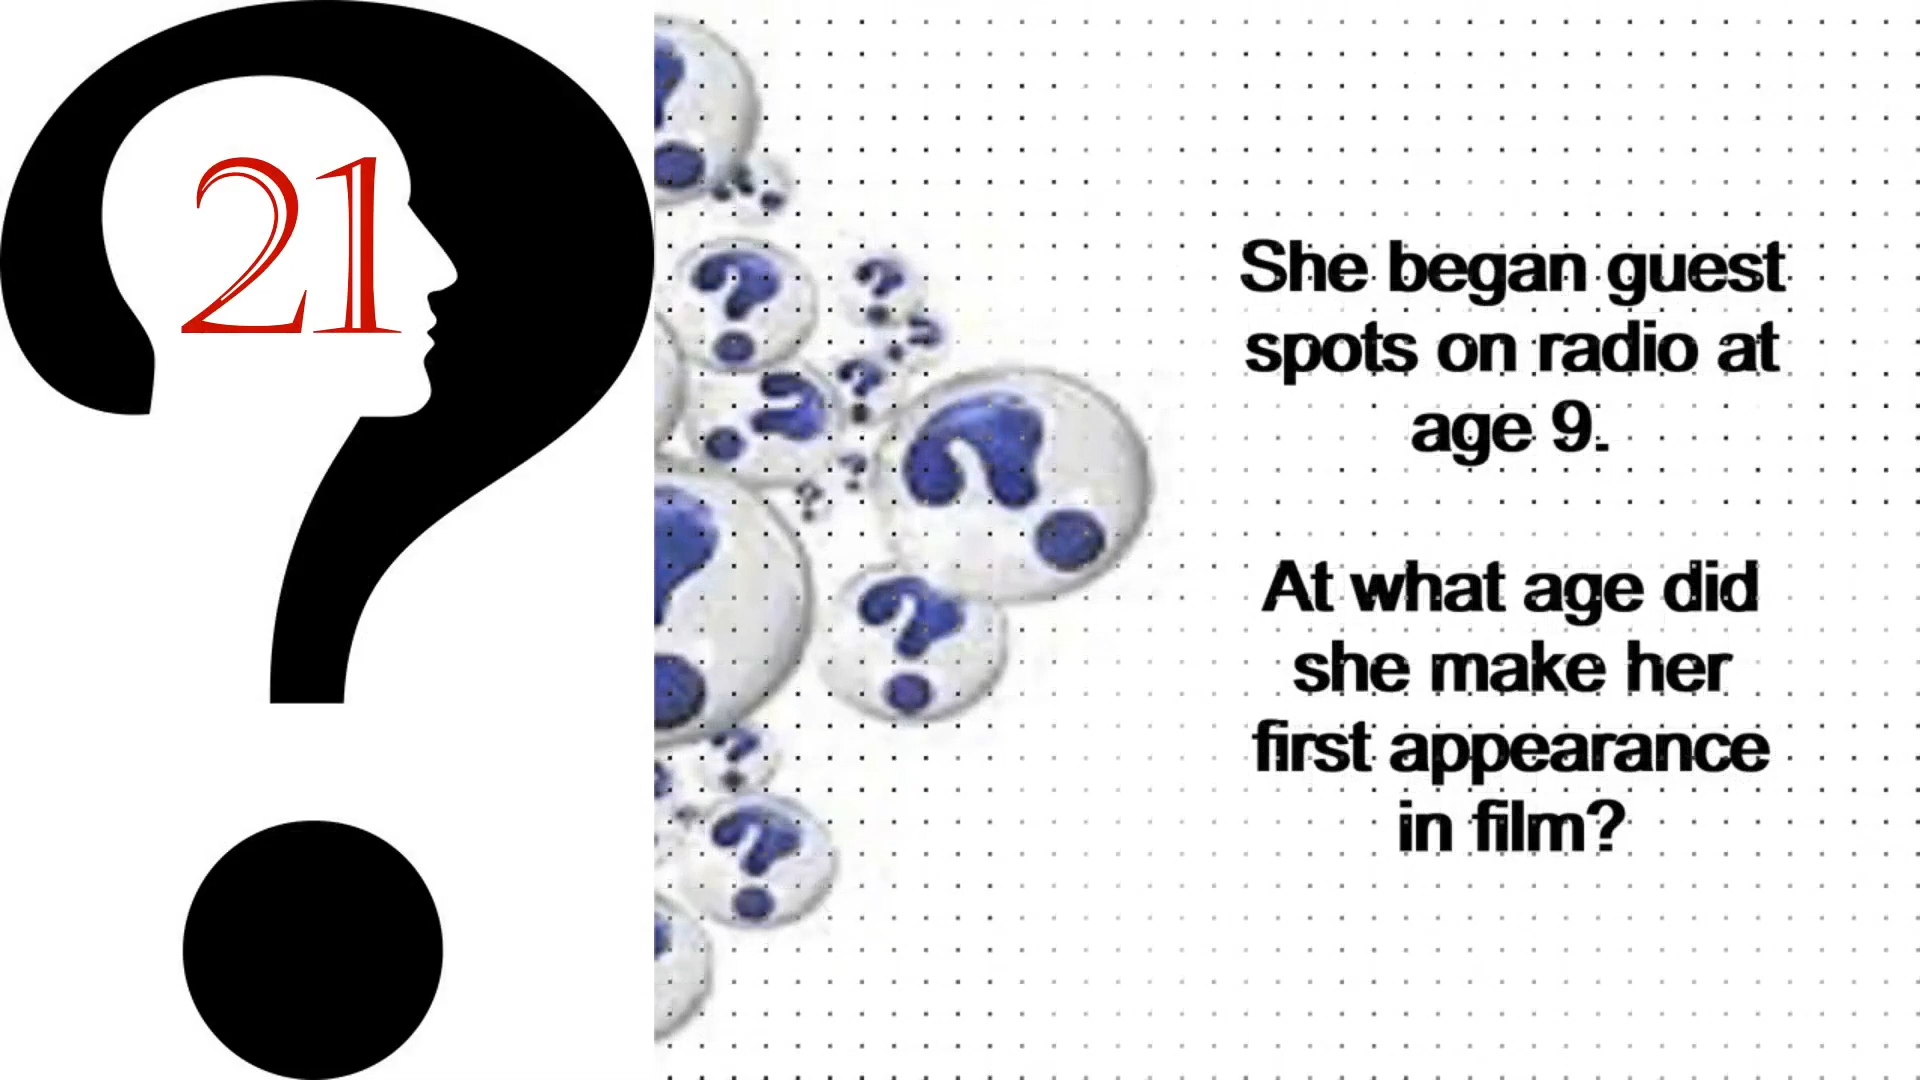 21
She began guest
spots on radio at
age 9.
At what age did
she make her
first appearance
in film?